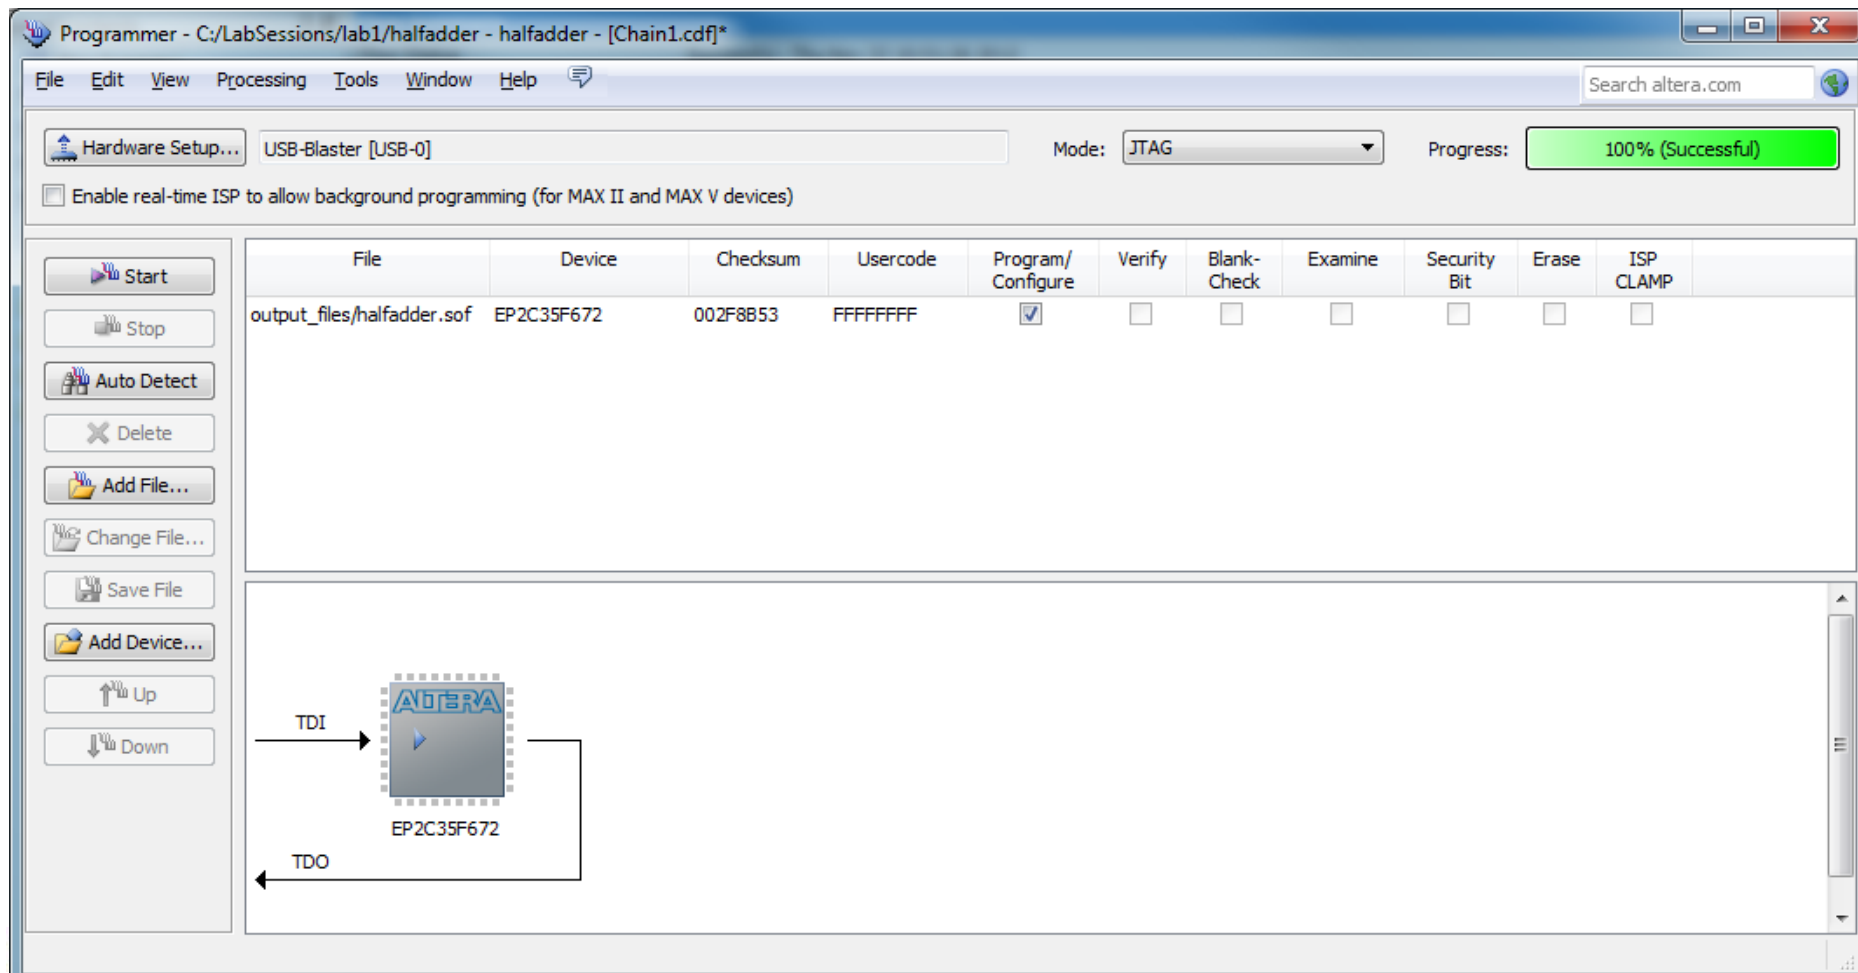 Programmer - C:/LabSessions/lab1/halfadder - halfadder - [Chain1.cdf]*
File Edit View Processing Tools Window Help
Search altera.com
Hardware Setup... USB-Blaster [USB-0] Mode: JTAG Progress: 100% (Successful)
Enable real-time ISP to allow background programming (for MAX II and MAX V devices)
Start
Stop
Auto Detect
Delete
Add File...
Change File...
Save File
Add Device...
Up
Down
File Device Checksum Usercode Program/ Verify Blank- Examine Security Erase ISP
Configure Check Bit CLAMP
output_files/halfadder.sof EP2C35F672 002F8B53 FFFFFFFF
ALTERA
TDI
EP2C35F672
TDO